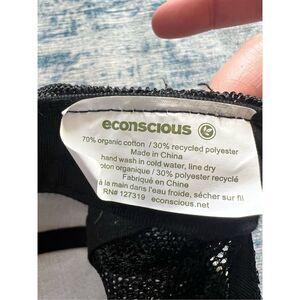 econscious
70% organic cotton / 30% recycled polyester
Made in China
hand wash in cold water, line dry
oton organique / 30% polyester recyclé
Fabriqué en Chine
à la main dans l'eau froide, sécher sur fil
RN# 127319 econscious.net